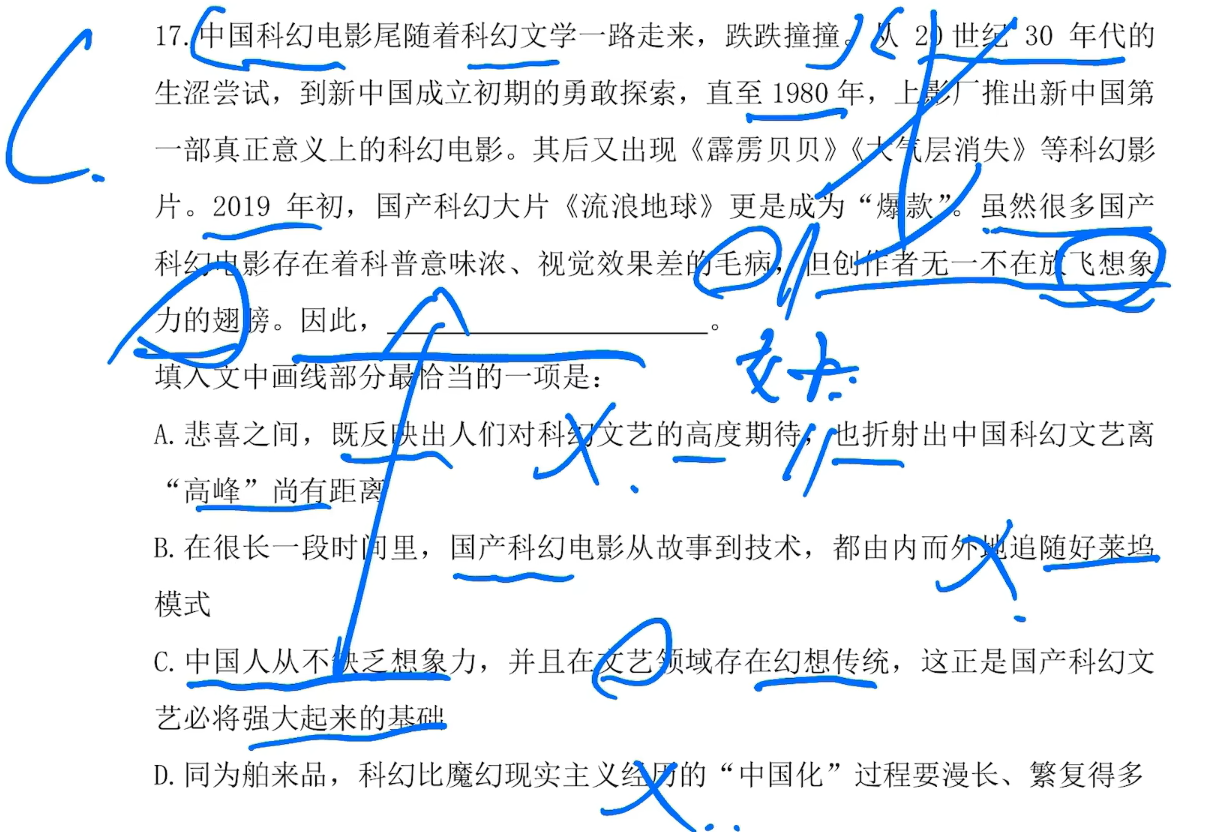 17.中国科幻电影尾随着科幻文学一路走来，跌跌撞撞。从 20 世纪 30 年代的
生涩尝试，到新中国成立初期的勇敢探索，直至 1980 年，上影厂推出新中国第
一部真正意义上的科幻电影。其后又出现《霹雳贝贝》《大气层消失》等科幻影
片。2019 年初，国产科幻大片《流浪地球》更是成为“爆款”。虽然很多国产
科幻电影存在着科普意味浓、视觉效果差的毛病，但创作者无一不在放飞想象
力的翅膀。因此，＿＿＿＿＿＿＿＿＿＿。
填入文中画线部分最恰当的一项是：
A.悲喜之间，既反映出人们对科幻文艺的高度期待，也折射出中国科幻文艺离
“高峰”尚有距离
B.在很长一段时间里，国产科幻电影从故事到技术，都由内而外地追随好莱坞
模式
C.中国人从不缺乏想象力，并且在文艺领域存在幻想传统，这正是国产科幻文
艺必将强大起来的基础
D.同为舶来品，科幻比魔幻现实主义经历的“中国化”过程要漫长、繁复得多